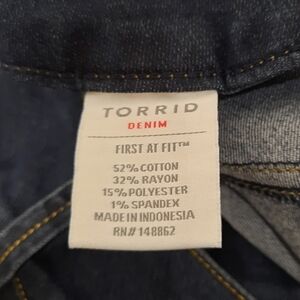 TORRID
DENIM
FIRST AT FIT™
52% COTTON
32% RAYON
15% POLYESTER
1% SPANDEX
MADE IN INDONESIA
RN# 148862